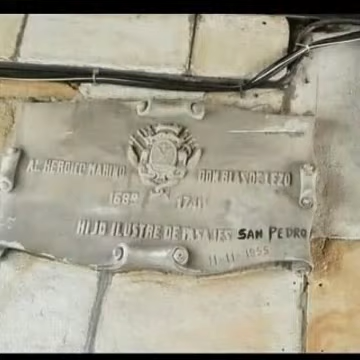 AL HEROICO MARINO DON BLAS DE LEZO
1689 1741
HIJO ILUSTRE DE PASAJES SAN PEDRO
11-11-1955